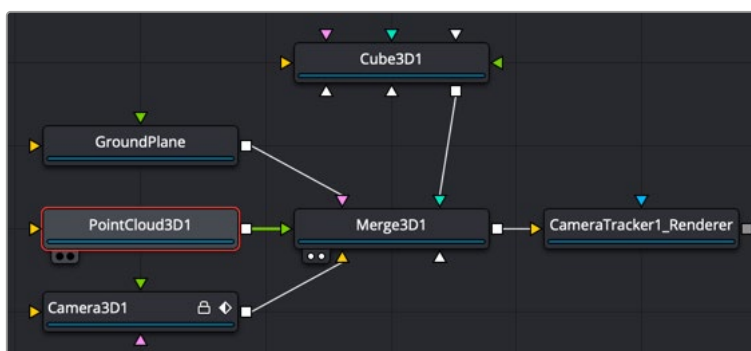 Cube3D1
GroundPlane
PointCloud3D1
Merge3D1
CameraTracker1_Renderer
Camera3D1